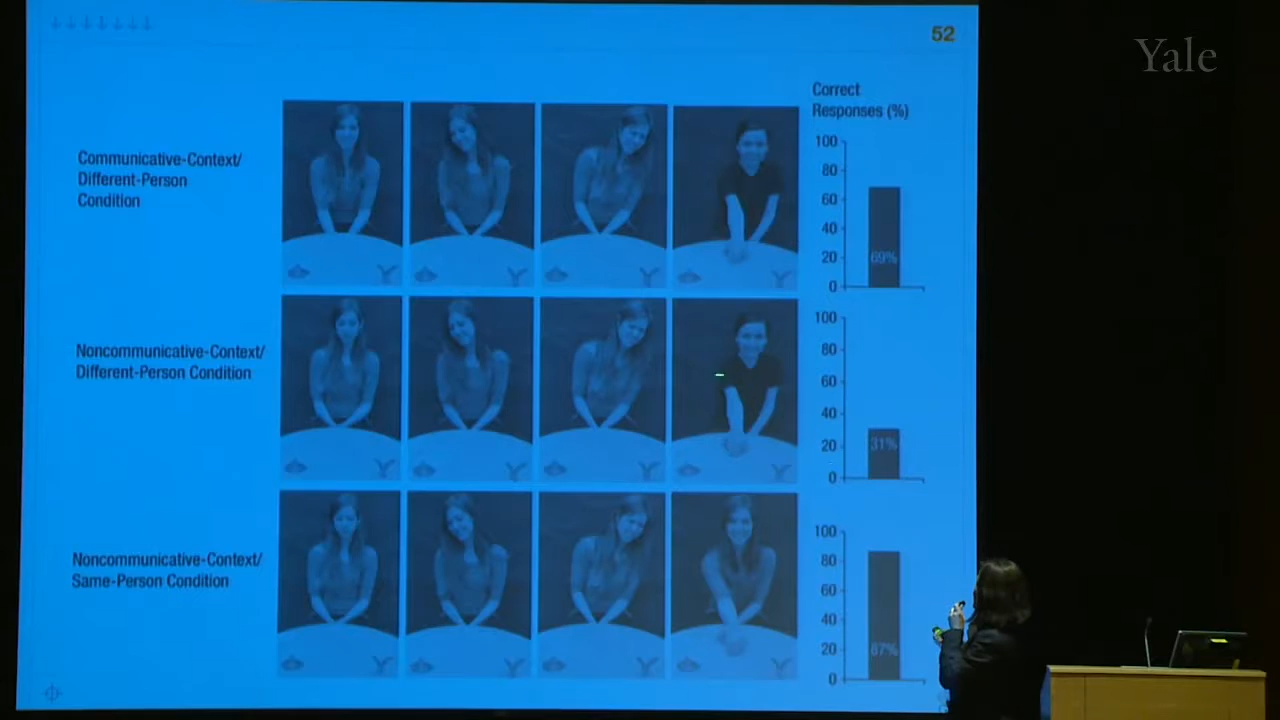 52
Yale
Correct
Responses (%)
Communicative-Context/
Different-Person
Condition
100
80
60
40
20
0
69%
Noncommunicative-Context/
Different-Person Condition
100
80
60
40
20
0
31%
Noncommunicative-Context/
Same-Person Condition
100
80
60
40
20
0
87%